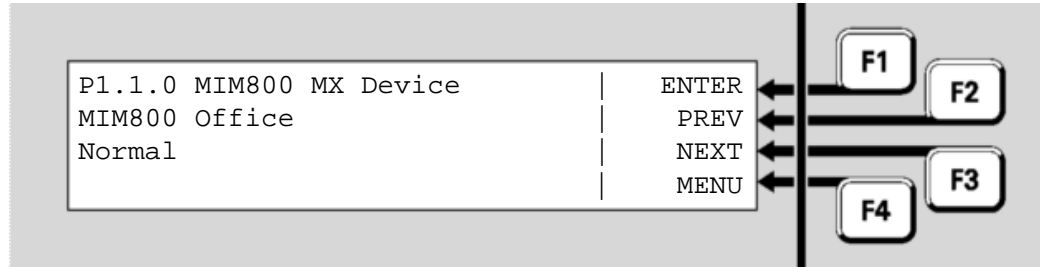 P1.1.0 MIM800 MX Device | ENTER
MIM800 Office | PREV
Normal | NEXT
| MENU
F1
F2
F3
F4